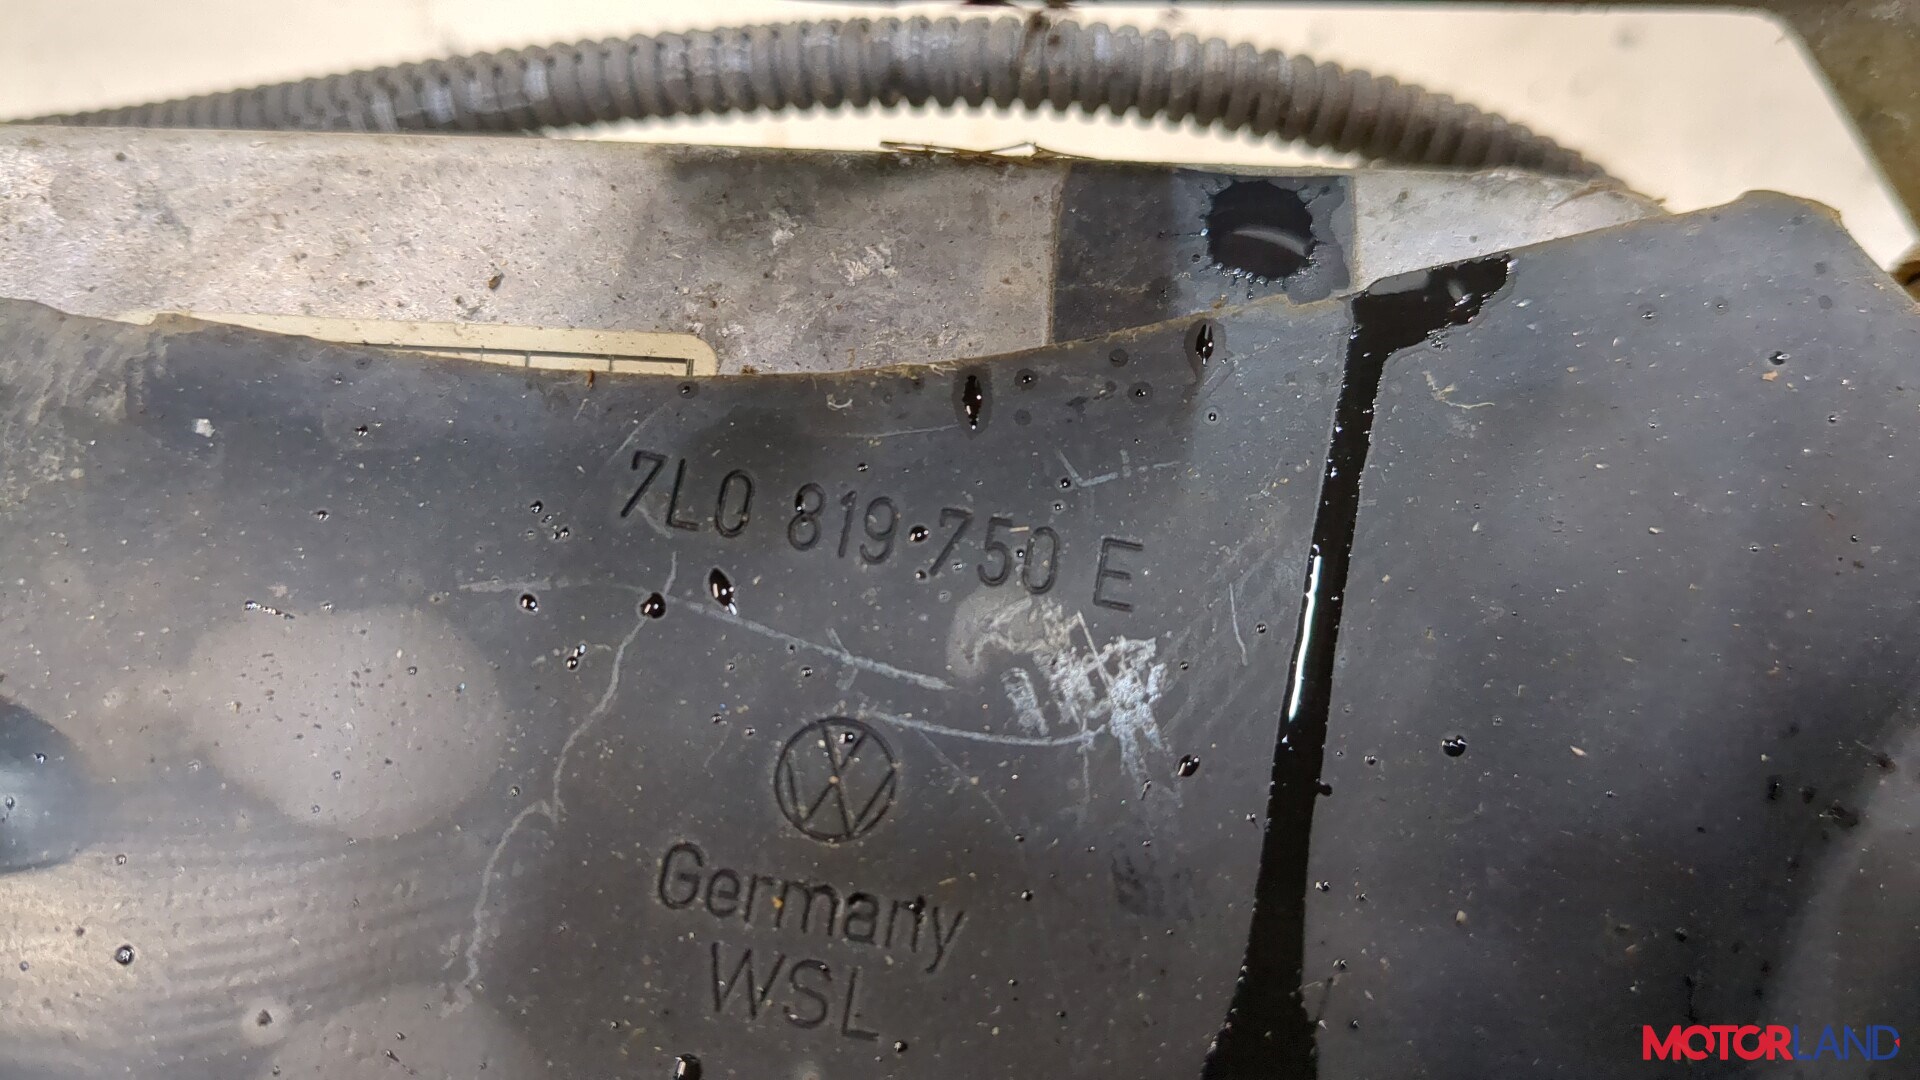 7L0 819 750 E
Germany
WSL
MOTORLAND